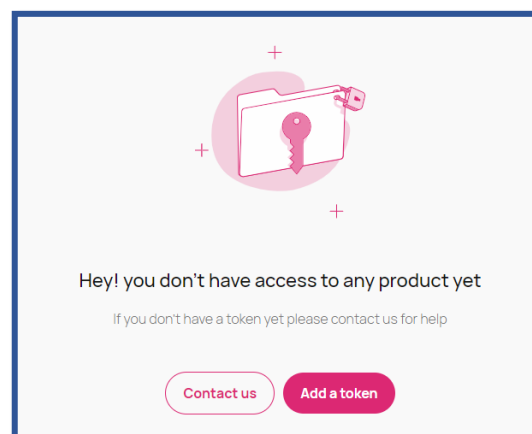 Hey! you don't have access to any product yet
If you don't have a token yet please contact us for help
Contact us
Add a token